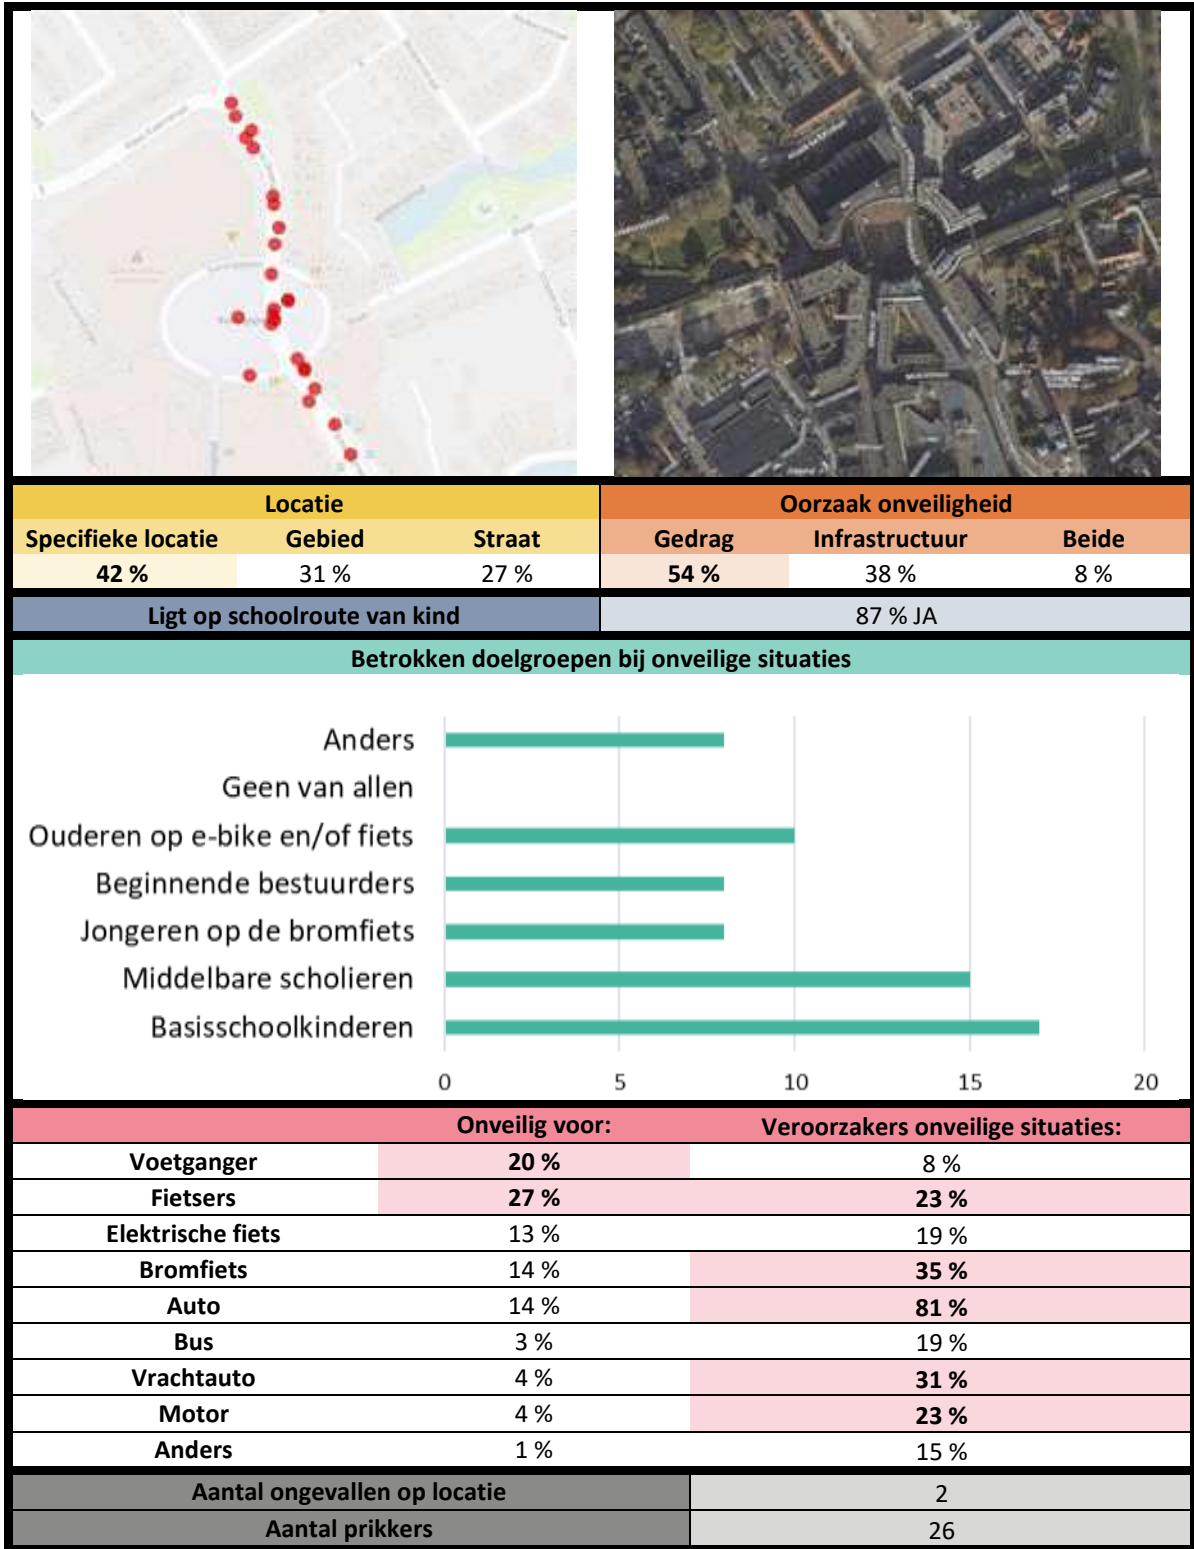 Locatie Oorzaak onveiligheid
Specifieke locatie Gebied Straat Gedrag Infrastructuur Beide
42 % 31 % 27 % 54 % 38 % 8 %
Ligt op schoolroute van kind 87 % JA
Betrokken doelgroepen bij onveilige situaties
Anders
Geen van allen
Ouderen op e-bike en/of fiets
Beginnende bestuurders
Jongeren op de bromfiets
Middelbare scholieren
Basisschoolkinderen
0 5 10 15 20
Onveilig voor: Veroorzakers onveilige situaties:
Voetganger 20 % 8 %
Fietsers 27 % 23 %
Elektrische fiets 13 % 19 %
Bromfiets 14 % 35 %
Auto 14 % 81 %
Bus 3 % 19 %
Vrachtauto 4 % 31 %
Motor 4 % 23 %
Anders 1 % 15 %
Aantal ongevallen op locatie 2
Aantal prikkers 26